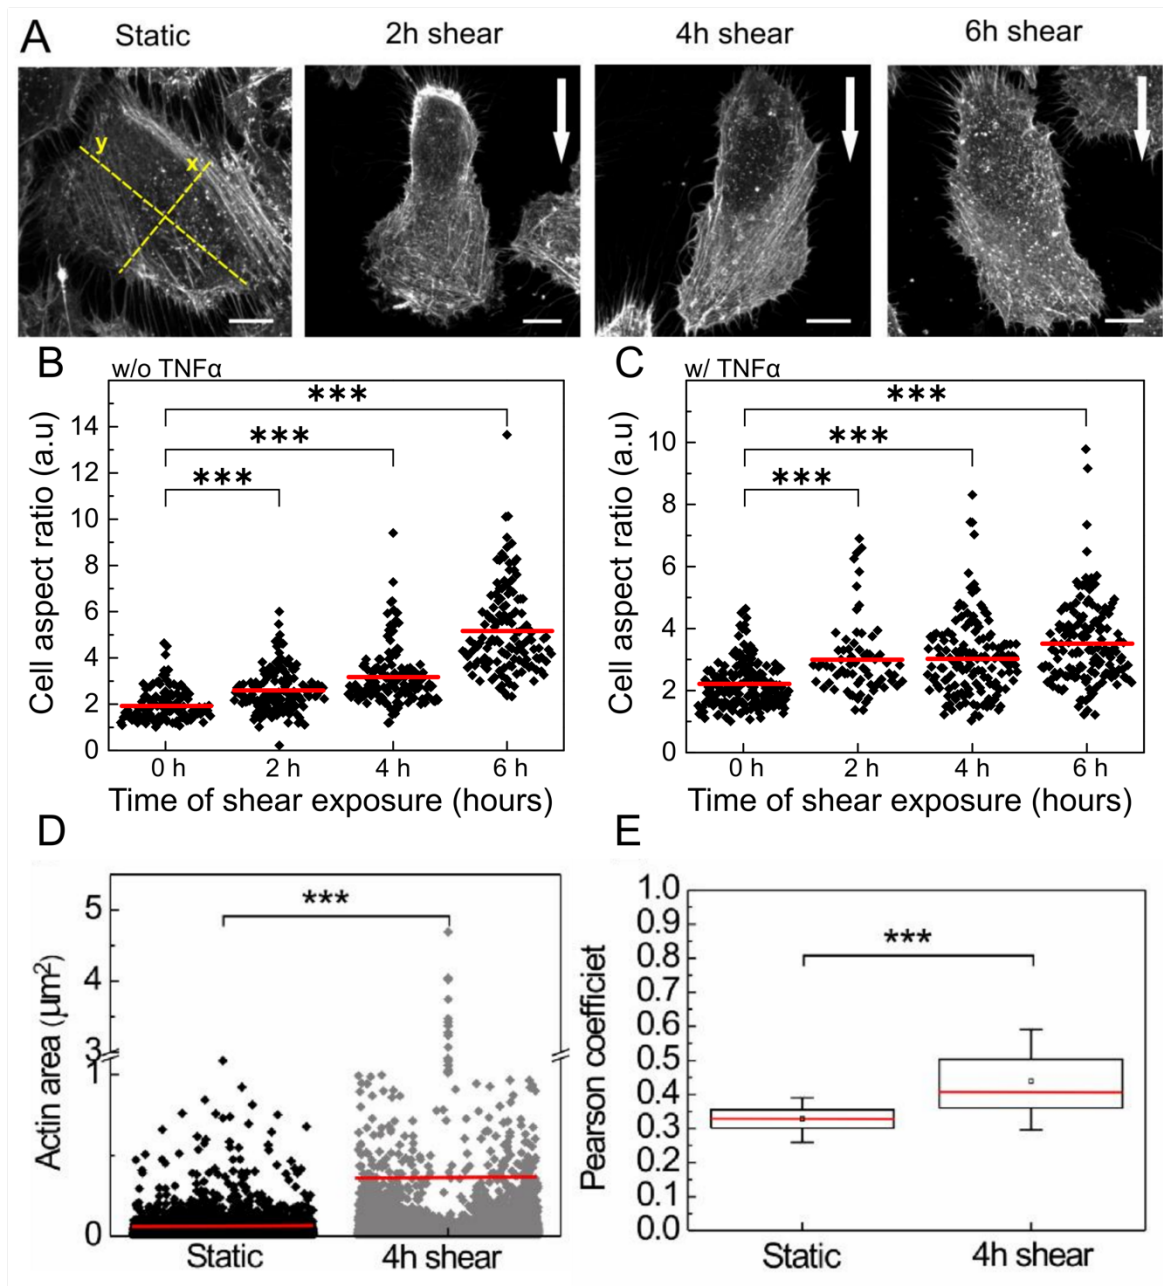 A
Static
2h shear
4h shear
6h shear
y
x
B
w/o TNFα
***
***
***
Cell aspect ratio (a.u)
14
12
10
8
6
4
2
0
0 h
2 h
4 h
6 h
Time of shear exposure (hours)
C
w/ TNFα
***
***
***
Cell aspect ratio (a.u)
10
8
6
4
2
0
0 h
2 h
4 h
6 h
Time of shear exposure (hours)
D
***
Actin area (μm²)
5
4
3
1
0
Static
4h shear
E
***
Pearson coefficiet
1.0
0.9
0.8
0.7
0.6
0.5
0.4
0.3
0.2
0.1
0.0
Static
4h shear